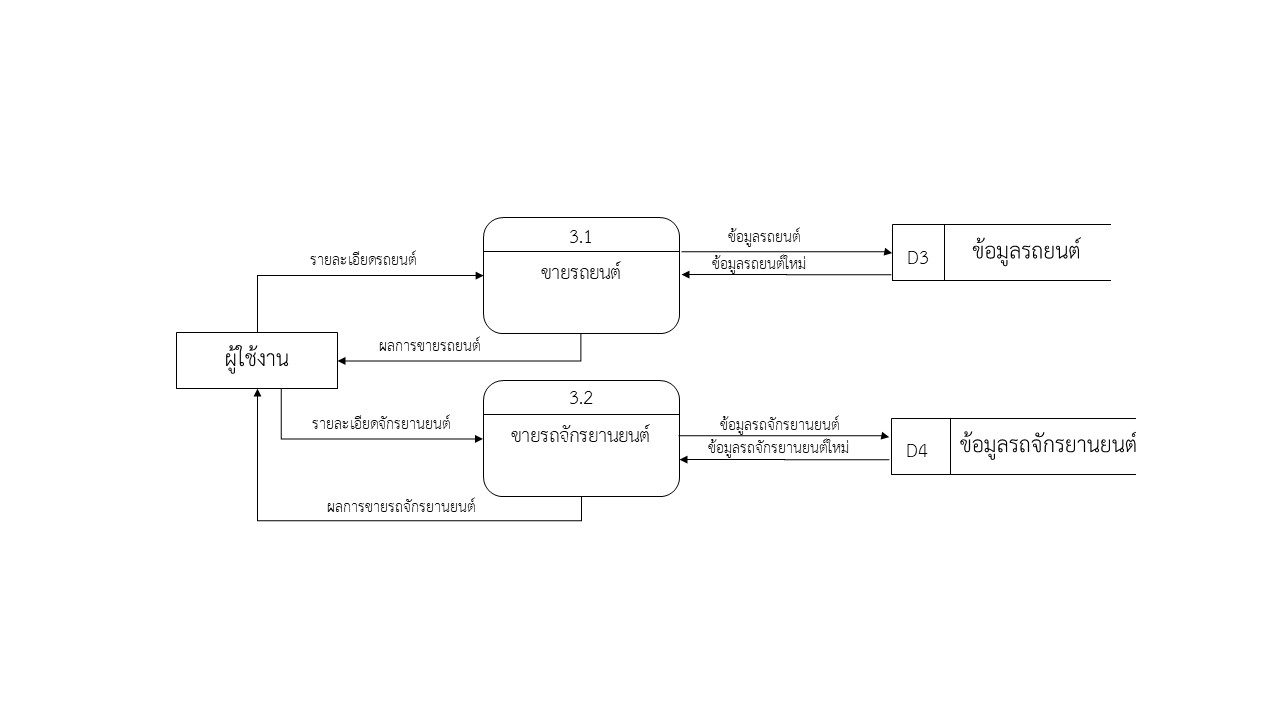 3.1
ข้อมูลรถยนต์
รายละเอียดรถยนต์
ขายรถยนต์
ข้อมูลรถยนต์ใหม่
D3
ข้อมูลรถยนต์
ผลการขายรถยนต์
ผู้ใช้งาน
3.2
รายละเอียดจักรยานยนต์
ขายรถจักรยานยนต์
ข้อมูลรถจักรยานยนต์
ข้อมูลรถจักรยานยนต์ใหม่
D4
ข้อมูลรถจักรยานยนต์
ผลการขายรถจักรยานยนต์